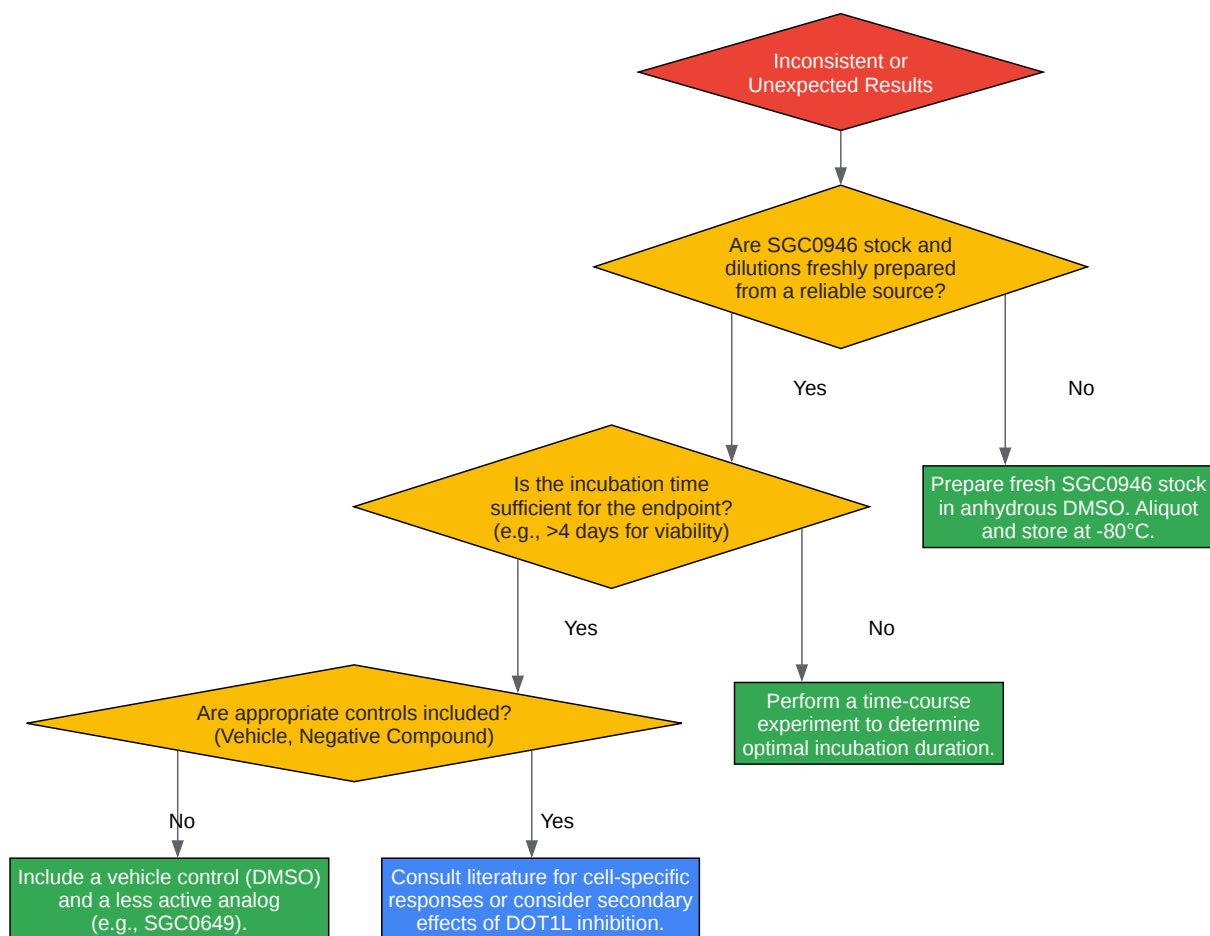 Inconsistent or
Unexpected Results
Are SGC0946 stock and
dilutions freshly prepared
from a reliable source?
Yes
No
Is the incubation time
sufficient for the endpoint?
(e.g., >4 days for viability)
Prepare fresh SGC0946 stock
in anhydrous DMSO. Aliquot
and store at -80°C.
Yes
No
Are appropriate controls included?
(Vehicle, Negative Compound)
Perform a time-course
experiment to determine
optimal incubation duration.
No
Yes
Include a vehicle control (DMSO)
and a less active analog
(e.g., SGC0649).
Consult literature for cell-specific
responses or consider secondary
effects of DOT1L inhibition.